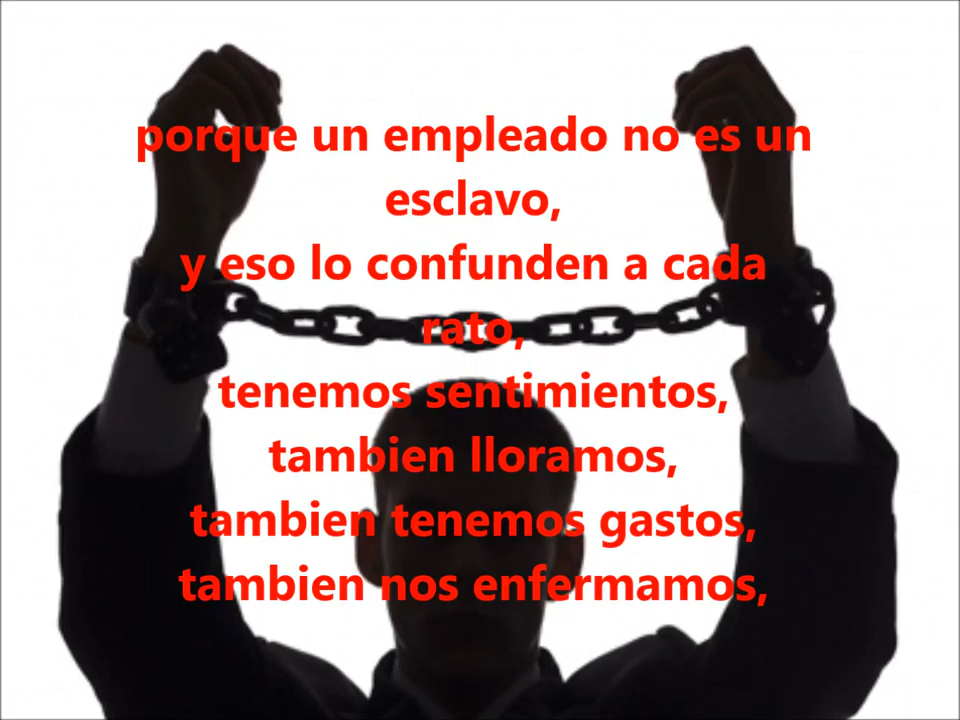 porque un empleado no es un
esclavo,
y eso lo confunden a cada
rato,
tenemos sentimientos,
tambien lloramos,
tambien tenemos gastos,
tambien nos enfermamos,